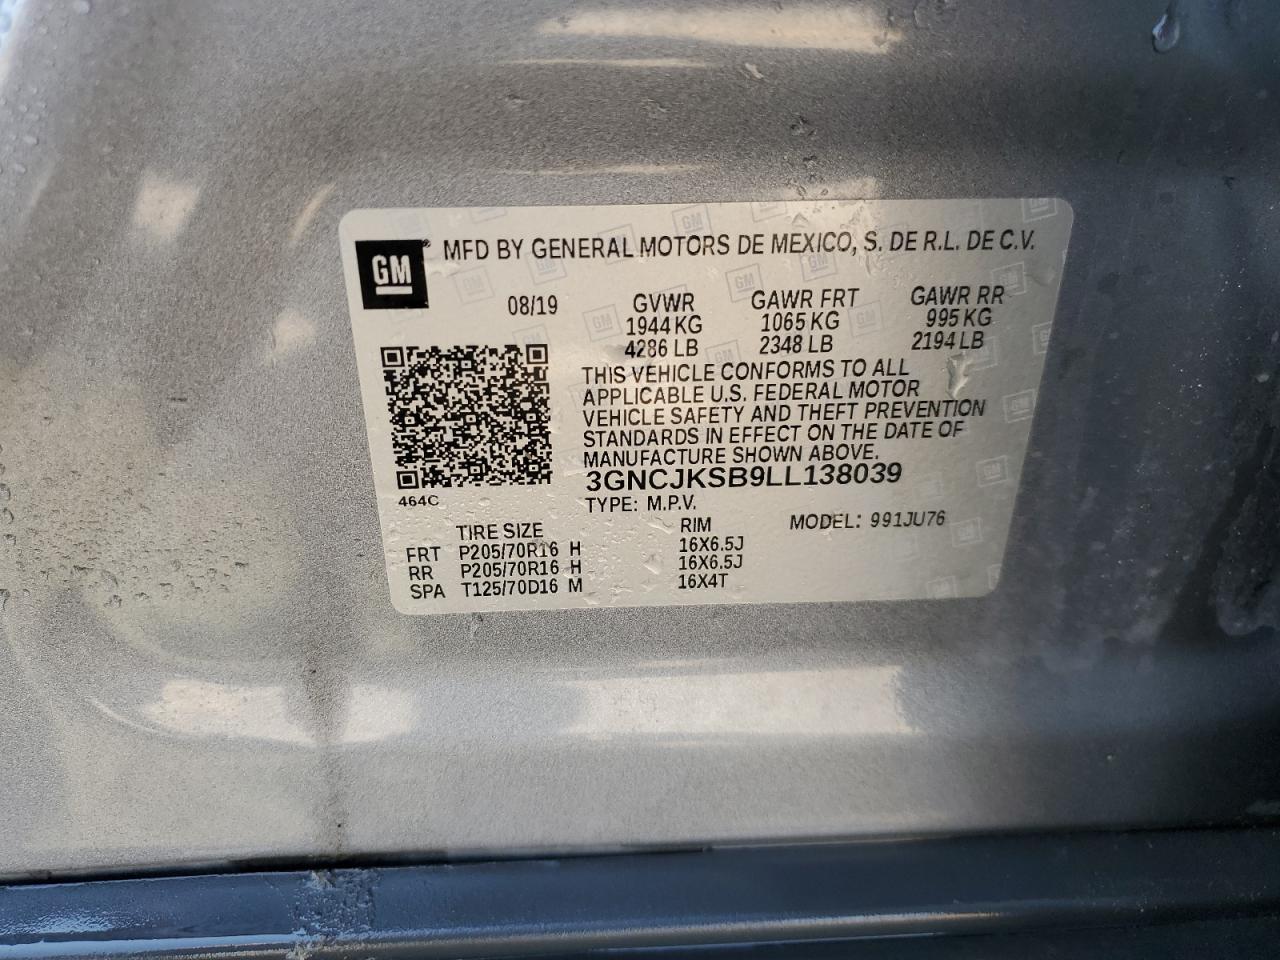 GM® MFD BY GENERAL MOTORS DE MEXICO, S. DE R.L. DE C.V.
08/19 GVWR GAWR FRT GAWR RR
1944 KG 1065 KG 995 KG
4286 LB 2348 LB 2194 LB
THIS VEHICLE CONFORMS TO ALL
APPLICABLE U.S. FEDERAL MOTOR
VEHICLE SAFETY AND THEFT PREVENTION
STANDARDS IN EFFECT ON THE DATE OF
MANUFACTURE SHOWN ABOVE.
3GNCJKSB9LL138039
464C
TYPE: M.P.V.
TIRE SIZE RIM MODEL: 991JU76
FRT P205/70R16 H 16X6.5J
RR P205/70R16 H 16X6.5J
SPA T125/70D16 M 16X4T